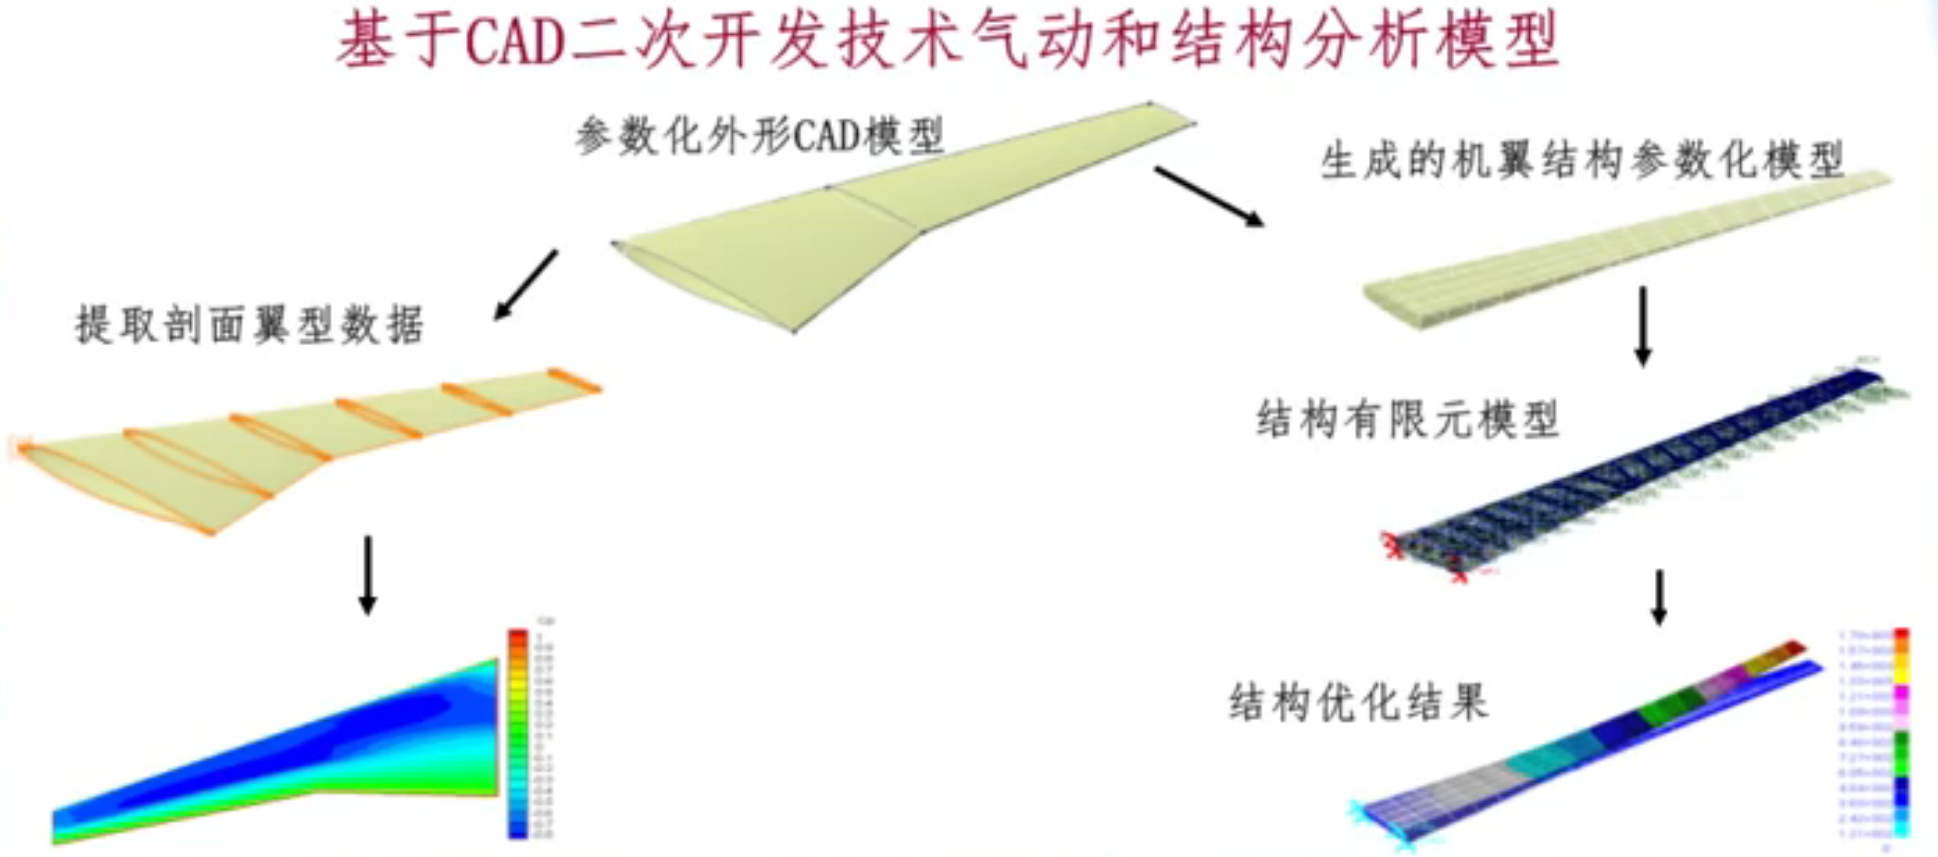 基于CAD二次开发技术气动和结构分析模型
参数化外形CAD模型
生成的机翼结构参数化模型
提取剖面翼型数据
结构有限元模型
结构优化结果